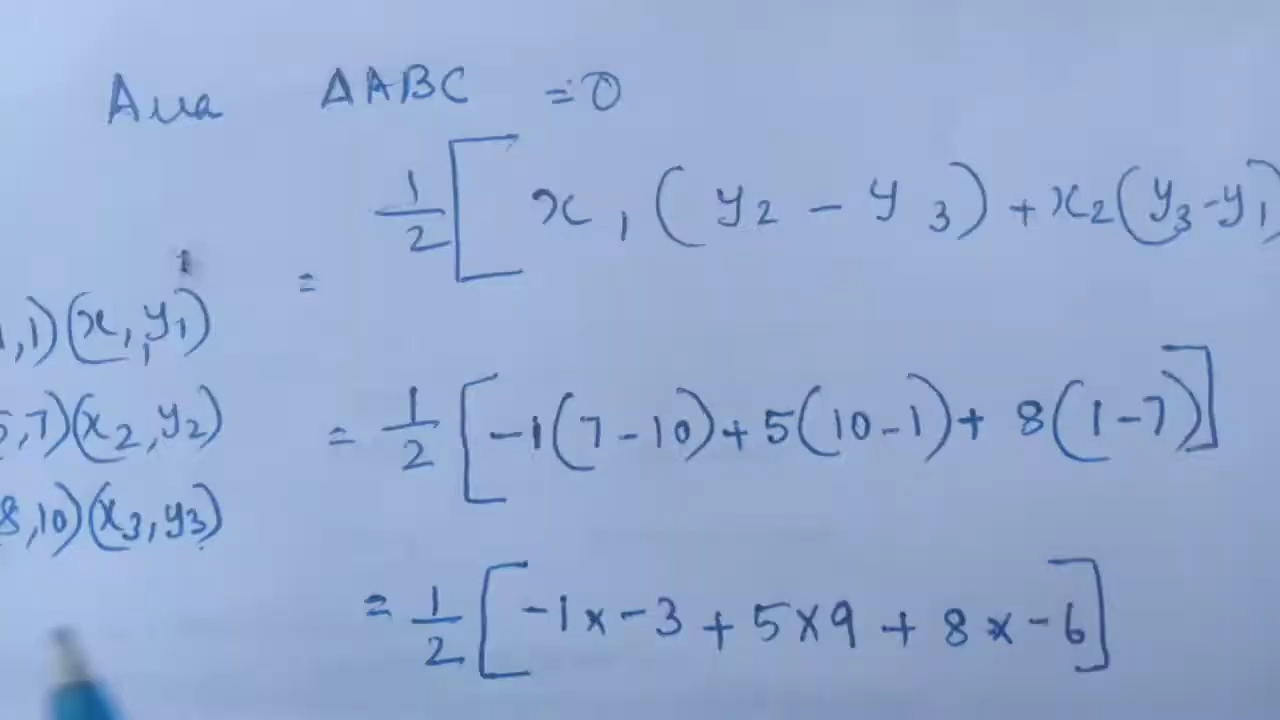 Area ΔABC = 0
1/2 [ x1 (y2 - y3) + x2 (y3 - y1)
=
,1) (x1, y1)
= 1/2 [ -1 (7 - 10) + 5 (10 - 1) + 8 (1 - 7) ]
,7) (x2, y2)
8,10) (x3, y3)
= 1/2 [ -1 x -3 + 5 x 9 + 8 x -6 ]